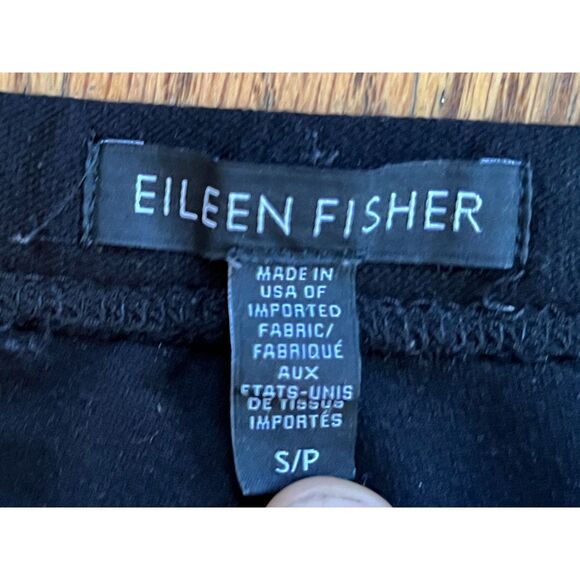 EILEEN FISHER
MADE IN
USA OF
IMPORTED
FABRIC/
FABRIQUÉ
AUX
ETATS-UNIS
DE TISSUS
IMPORTÉS
S/P